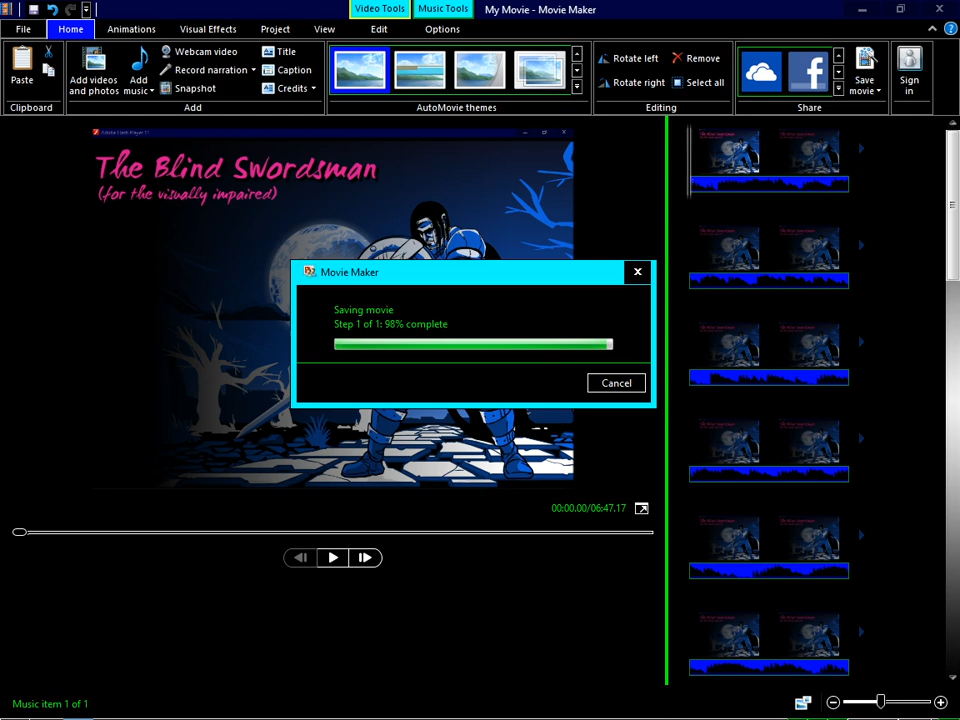 Video Tools
Music Tools
My Movie - Movie Maker
File
Home
Animations
Visual Effects
Project
View
Edit
Options
Paste
Add videos
and photos
Add
music
Webcam video
Record narration
Snapshot
Title
Caption
Credits
Rotate left
Rotate right
Remove
Select all
Save
movie
Sign
in
Clipboard
Add
AutoMovie themes
Editing
Share
Adobe Flash Player 11
The Blind Swordsman
(for the visually impaired)
Movie Maker
Saving movie
Step 1 of 1: 98% complete
Cancel
00:00.00/06:47.17
Music item 1 of 1